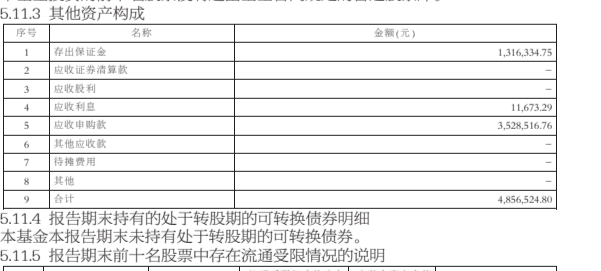 5.11.3 其他资产构成
序号 名称 金额(元)
1 存出保证金 1,316,334.75
2 应收证券清算款 –
3 应收股利 –
4 应收利息 11,673.29
5 应收申购款 3,528,516.76
6 其他应收款 –
7 待摊费用 –
8 其他 –
9 合计 4,856,524.80
5.11.4 报告期末持有的处于转股期的可转换债券明细
本基金本报告期末未持有处于转股期的可转换债券。
5.11.5 报告期末前十名股票中存在流通受限情况的说明